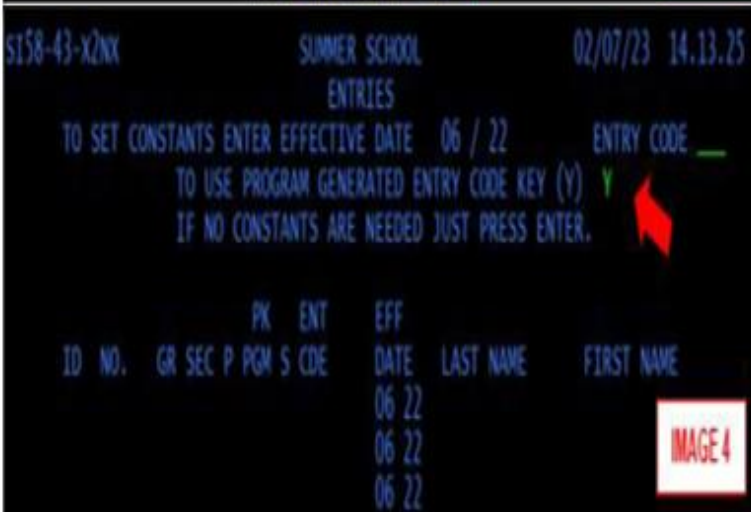 SI58-43-X2NX SUMMER SCHOOL 02/07/23 14.13.25
ENTRIES
TO SET CONSTANTS ENTER EFFECTIVE DATE 06 / 22 ENTRY CODE __
TO USE PROGRAM GENERATED ENTRY CODE KEY (Y) Y
IF NO CONSTANTS ARE NEEDED JUST PRESS ENTER.
PK ENT EFF
ID NO. GR SEC P PGM S CDE DATE LAST NAME FIRST NAME
06 22
06 22
06 22
IMAGE 4